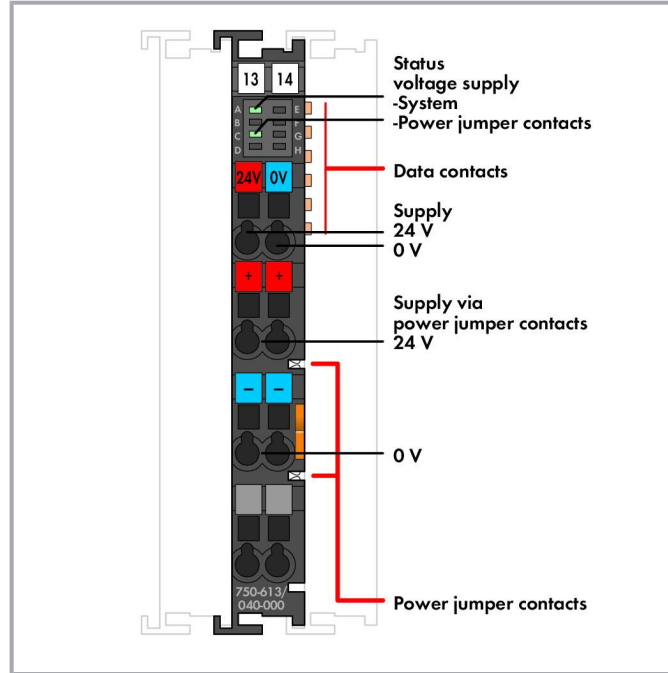 13 14
Status
voltage supply
-System
-Power jumper contacts
A E
B F
C G
D H
Data contacts
24V 0V
Supply
24 V
0 V
+ +
Supply via
power jumper contacts
24 V
− −
0 V
750-613/
040-000
Power jumper contacts